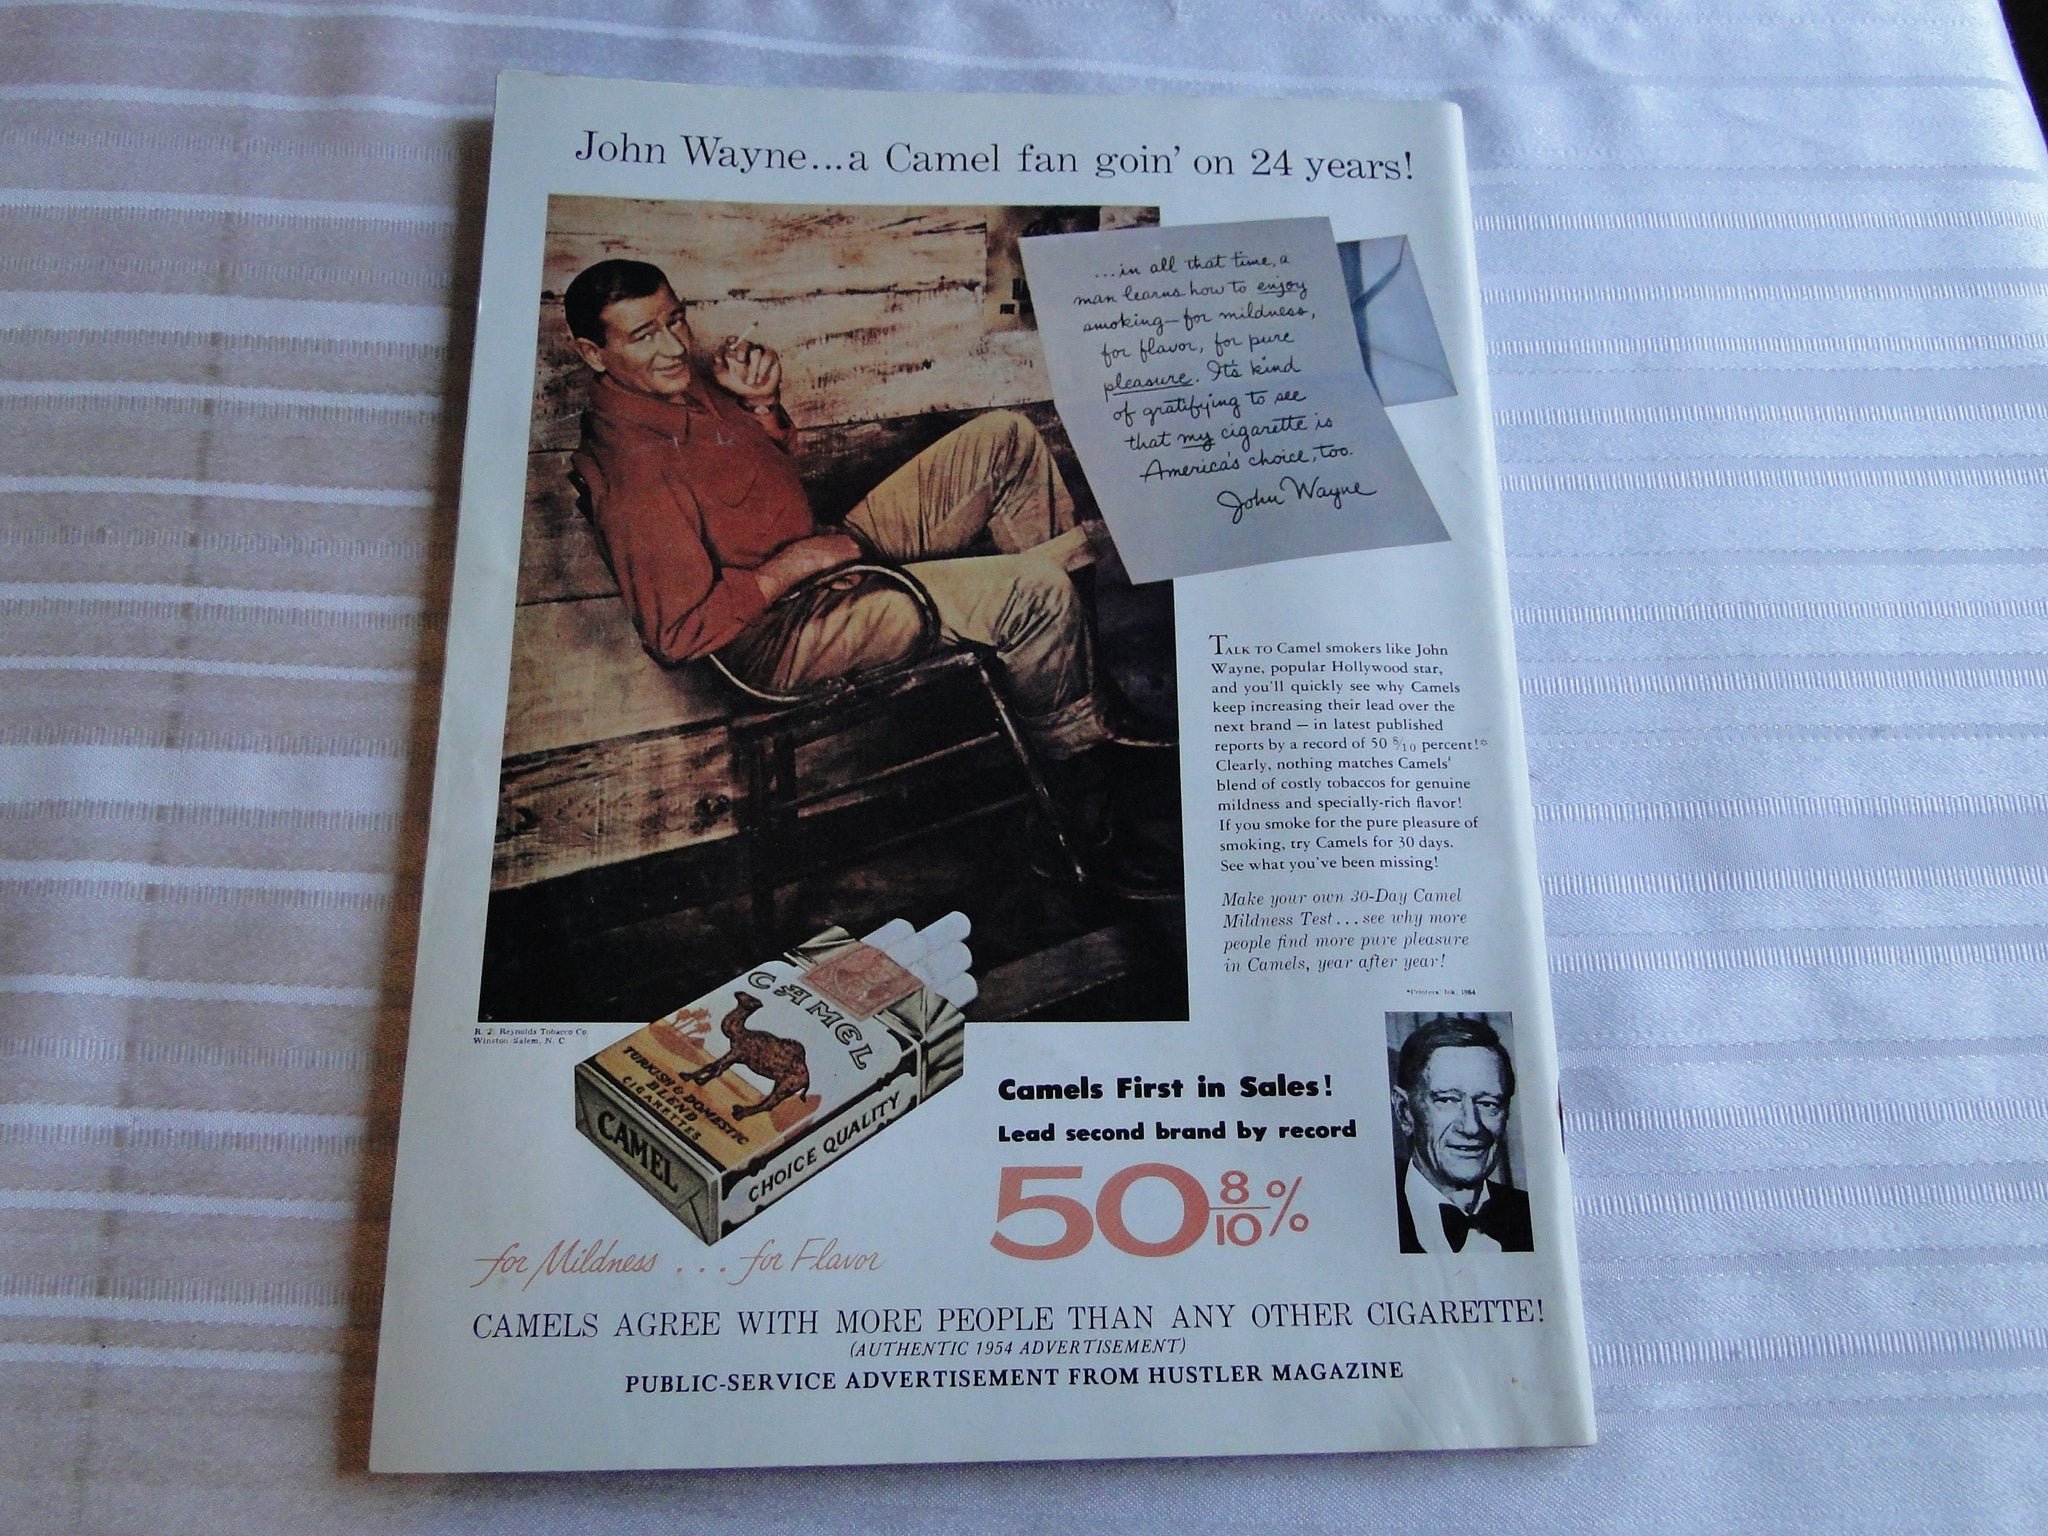 John Wayne...a Camel fan goin' on 24 years!
...in all that time, a
man learns how to enjoy
smoking—for mildness,
for flavor, for pure
pleasure. It's kind
of gratifying to see
that my cigarette is
America's choice, too.
John Wayne
TALK TO Camel smokers like John
Wayne, popular Hollywood star,
and you'll quickly see why Camels
keep increasing their lead over the
next brand — in latest published
reports by a record of 50 8/10 percent!*
Clearly, nothing matches Camels'
blend of costly tobaccos for genuine
mildness and specially-rich flavor!
If you smoke for the pure pleasure of
smoking, try Camels for 30 days.
See what you've been missing!
Make your own 30-Day Camel
Mildness Test...see why more
people find more pure pleasure
in Camels, year after year!
*Printers' Ink, 1954
R. J. Reynolds Tobacco Co.
Winston-Salem, N. C.
CAMEL
TURKISH & DOMESTIC
BLEND
CIGARETTES
CAMEL
CHOICE QUALITY
Camels First in Sales!
Lead second brand by record
50 8/10 %
for Mildness . . . for Flavor
CAMELS AGREE WITH MORE PEOPLE THAN ANY OTHER CIGARETTE!
(AUTHENTIC 1954 ADVERTISEMENT)
PUBLIC-SERVICE ADVERTISEMENT FROM HUSTLER MAGAZINE